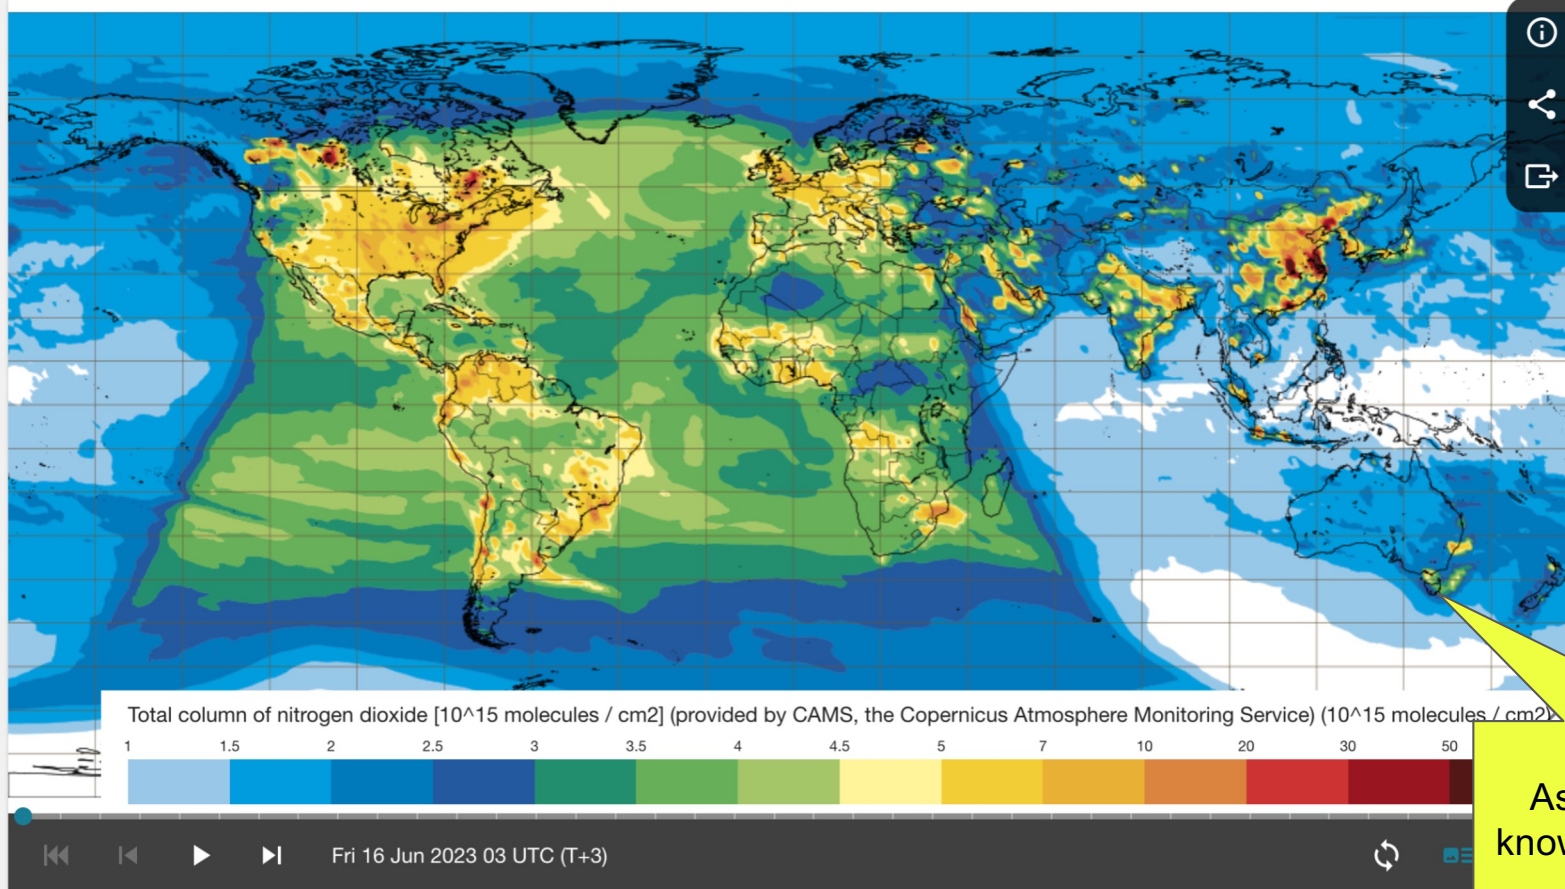 Total column of nitrogen dioxide [10^15 molecules / cm2] (provided by CAMS, the Copernicus Atmosphere Monitoring Service) (10^15 molecules / cm2)
1 1.5 2 2.5 3 3.5 4 4.5 5 7 10 20 30 50
Fri 16 Jun 2023 03 UTC (T+3)
As
know